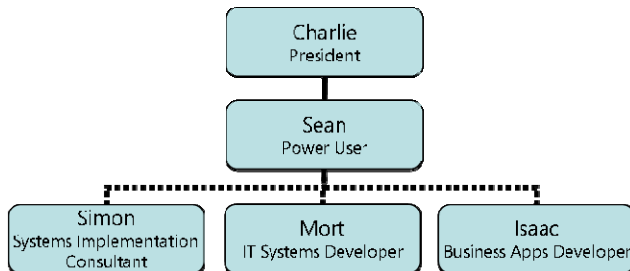 Charlie
President
Sean
Power User
Simon
Systems Implementation
Consultant
Mort
IT Systems Developer
Isaac
Business Apps Developer